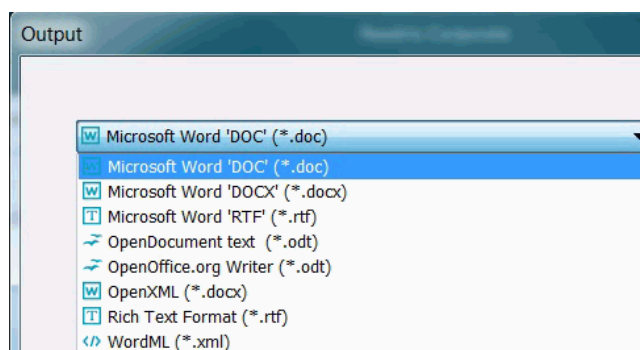 Output
Microsoft Word 'DOC' (*.doc)
Microsoft Word 'DOC' (*.doc)
Microsoft Word 'DOCX' (*.docx)
Microsoft Word 'RTF' (*.rtf)
OpenDocument text (*.odt)
OpenOffice.org Writer (*.odt)
OpenXML (*.docx)
Rich Text Format (*.rtf)
WordML (*.xml)